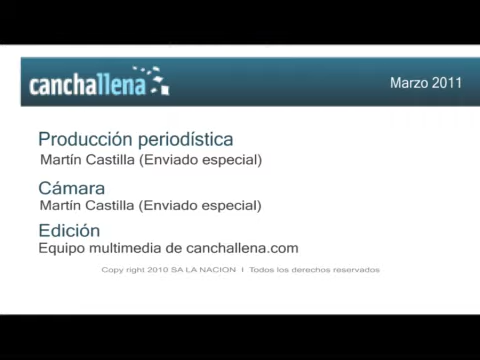 canchallena
Marzo 2011
Producción periodística
Martín Castilla (Enviado especial)
Cámara
Martín Castilla (Enviado especial)
Edición
Equipo multimedia de canchallena.com
Copy right 2010 SA LA NACION I Todos los derechos reservados